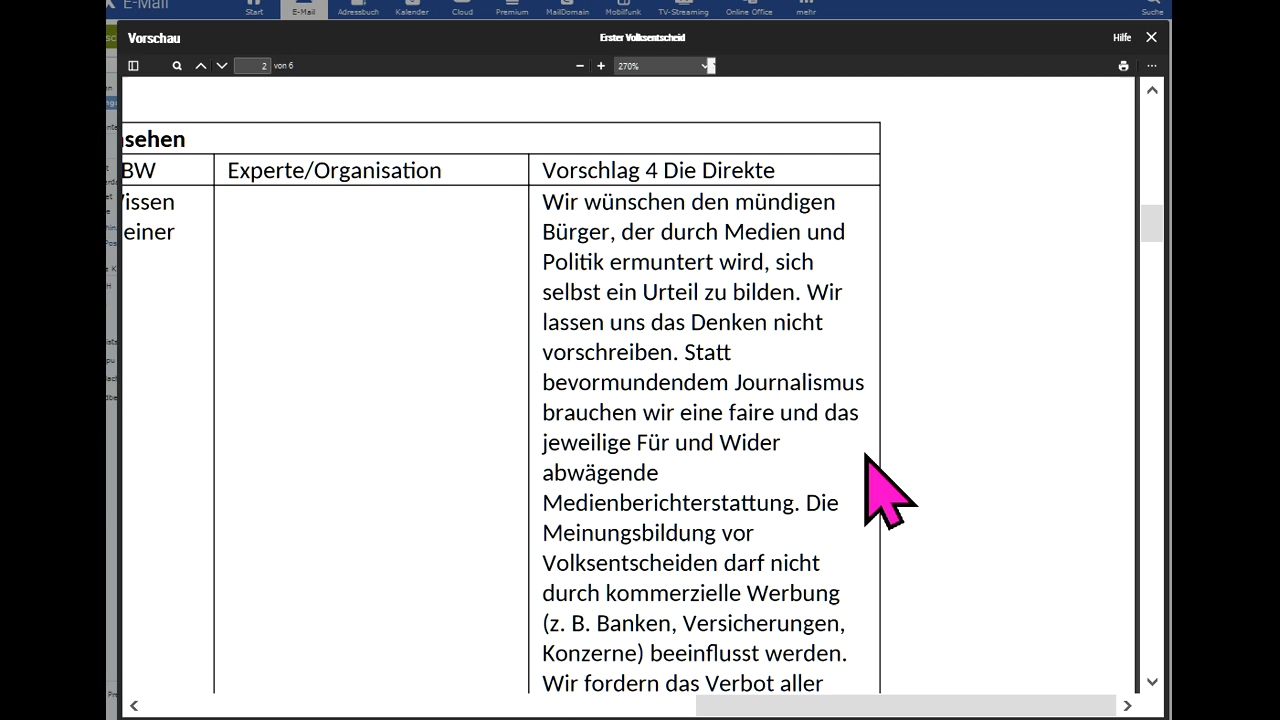 E-Mail
Start E-Mail Adressbuch Kalender Cloud Premium MailDomain Mobilfunk TV-Streaming Online Office mehr Suche
Vorschau Erster Volksentscheid Hilfe
2 von 6 270%
sehen
BW Experte/Organisation Vorschlag 4 Die Direkte
Wissen Wir wünschen den mündigen
einer Bürger, der durch Medien und
Politik ermuntert wird, sich
selbst ein Urteil zu bilden. Wir
lassen uns das Denken nicht
vorschreiben. Statt
bevormundendem Journalismus
brauchen wir eine faire und das
jeweilige Für und Wider
abwägende
Medienberichterstattung. Die
Meinungsbildung vor
Volksentscheiden darf nicht
durch kommerzielle Werbung
(z. B. Banken, Versicherungen,
Konzerne) beeinflusst werden.
Wir fordern das Verbot aller